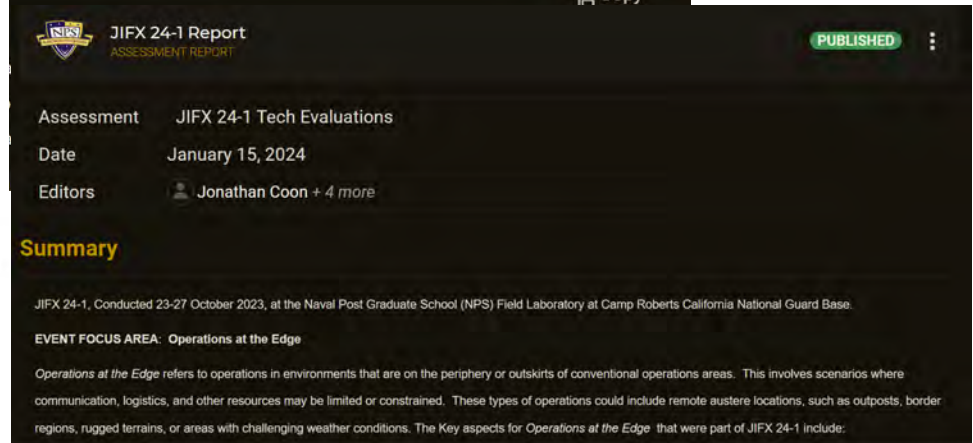 JIFX 24-1 Report
ASSESSMENT REPORT
PUBLISHED
NPS
Assessment JIFX 24-1 Tech Evaluations
Date January 15, 2024
Editors Jonathan Coon + 4 more
Summary
JIFX 24-1, Conducted 23-27 October 2023, at the Naval Post Graduate School (NPS) Field Laboratory at Camp Roberts California National Guard Base.
EVENT FOCUS AREA: Operations at the Edge
Operations at the Edge refers to operations in environments that are on the periphery or outskirts of conventional operations areas. This involves scenarios where
communication, logistics, and other resources may be limited or constrained. These types of operations could include remote austere locations, such as outposts, border
regions, rugged terrains, or areas with challenging weather conditions. The Key aspects for Operations at the Edge that were part of JIFX 24-1 include: